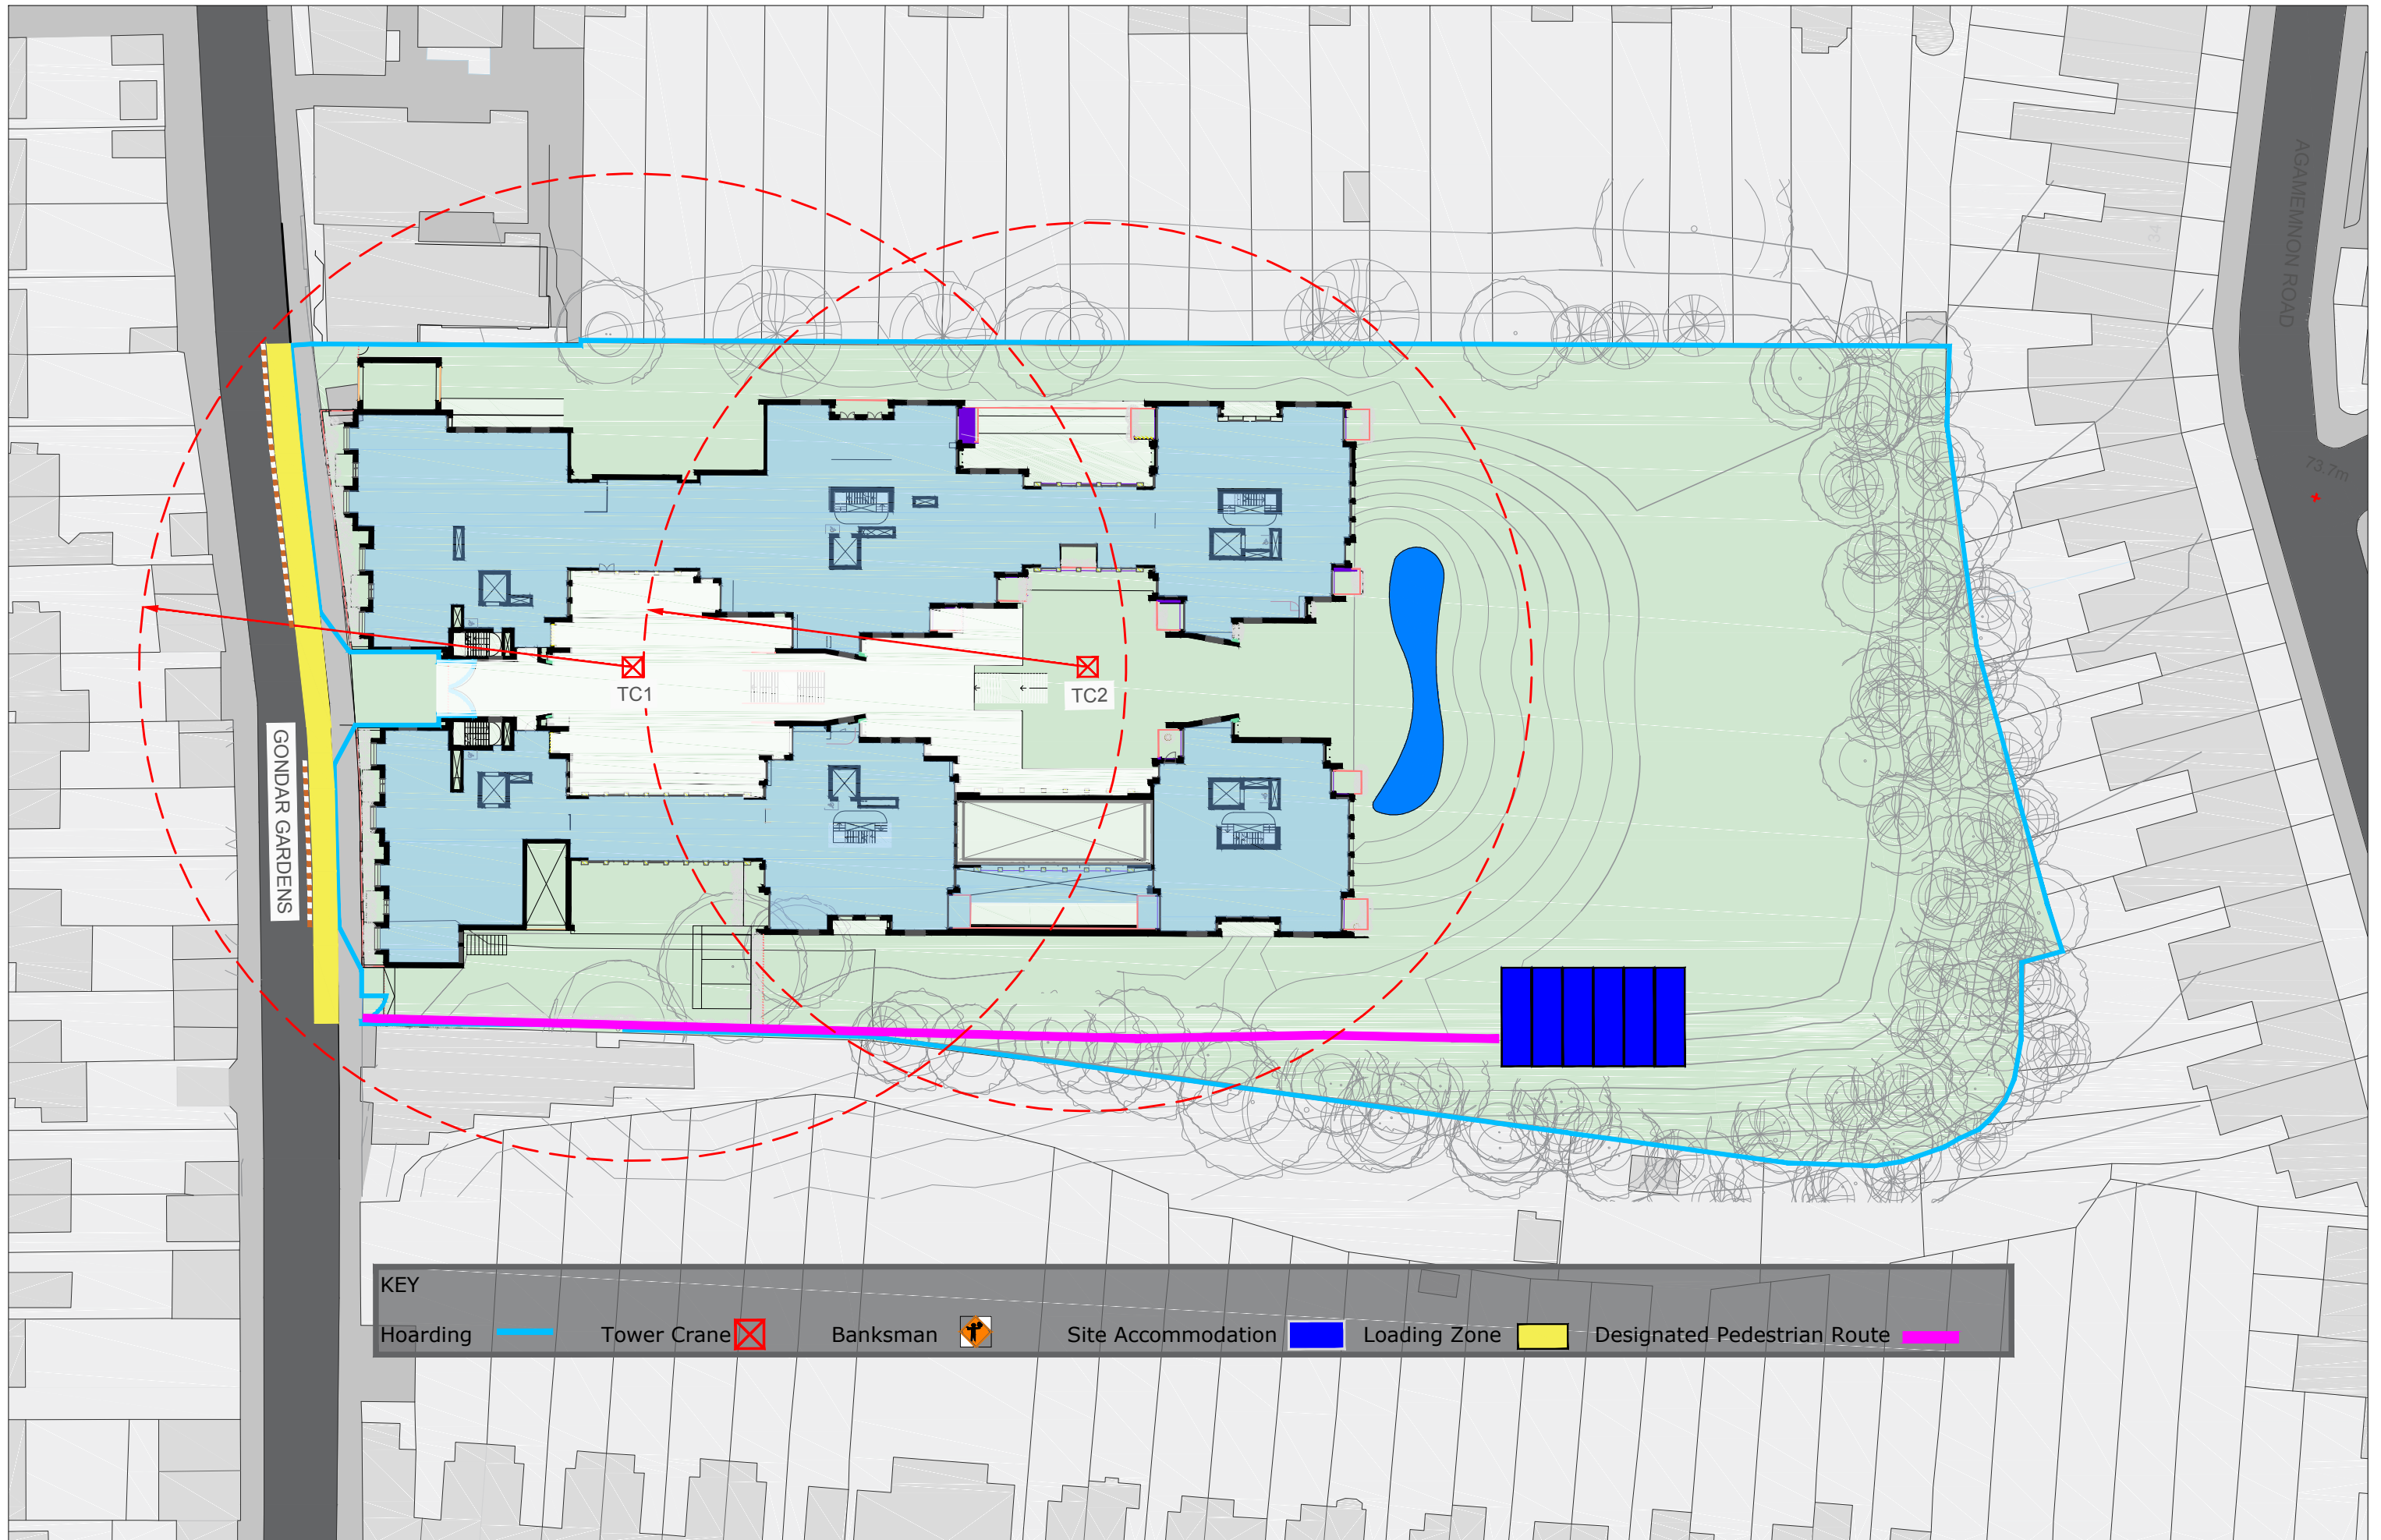 AGAMEMNON ROAD
73.7m
34
TC1
TC2
GONDAR GARDENS
KEY
Hoarding Tower Crane Banksman Site Accommodation Loading Zone Designated Pedestrian Route